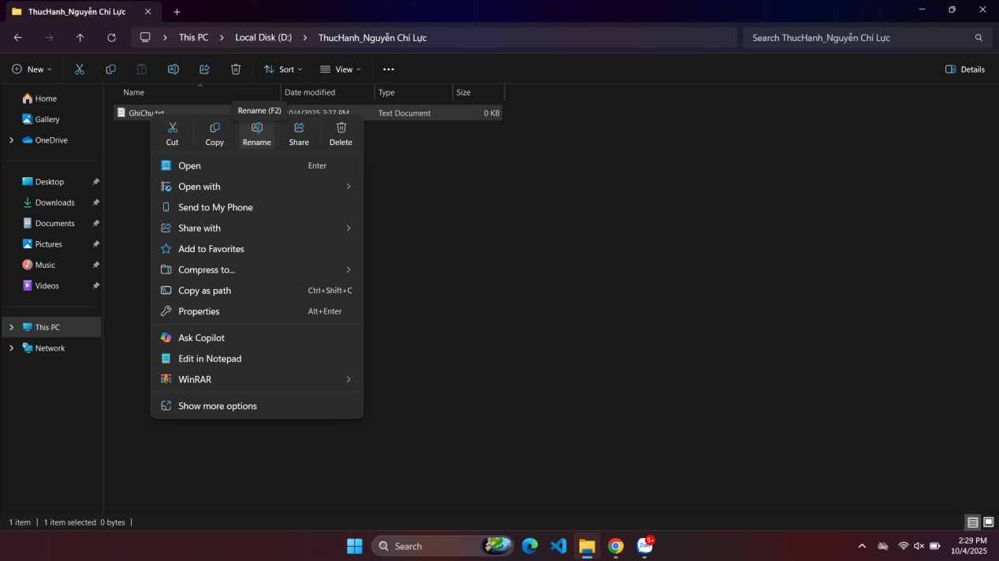 ThucHanh_Nguyễn Chí Lực
This PC
Local Disk (D:)
ThucHanh_Nguyễn Chí Lực
Search ThucHanh_Nguyễn Chí Lực
New
Sort
View
Details
Name
Date modified
Type
Size
GhiChu.txt
0/4/2025 2:27 PM
Text Document
0 KB
Rename (F2)
Cut
Copy
Rename
Share
Delete
Open
Enter
Open with
Send to My Phone
Share with
Add to Favorites
Compress to...
Copy as path
Ctrl+Shift+C
Properties
Alt+Enter
Ask Copilot
Edit in Notepad
WinRAR
Show more options
Home
Gallery
OneDrive
Desktop
Downloads
Documents
Pictures
Music
Videos
This PC
Network
1 item
1 item selected 0 bytes
Search
Zalo
5+
2:29 PM
10/4/2025